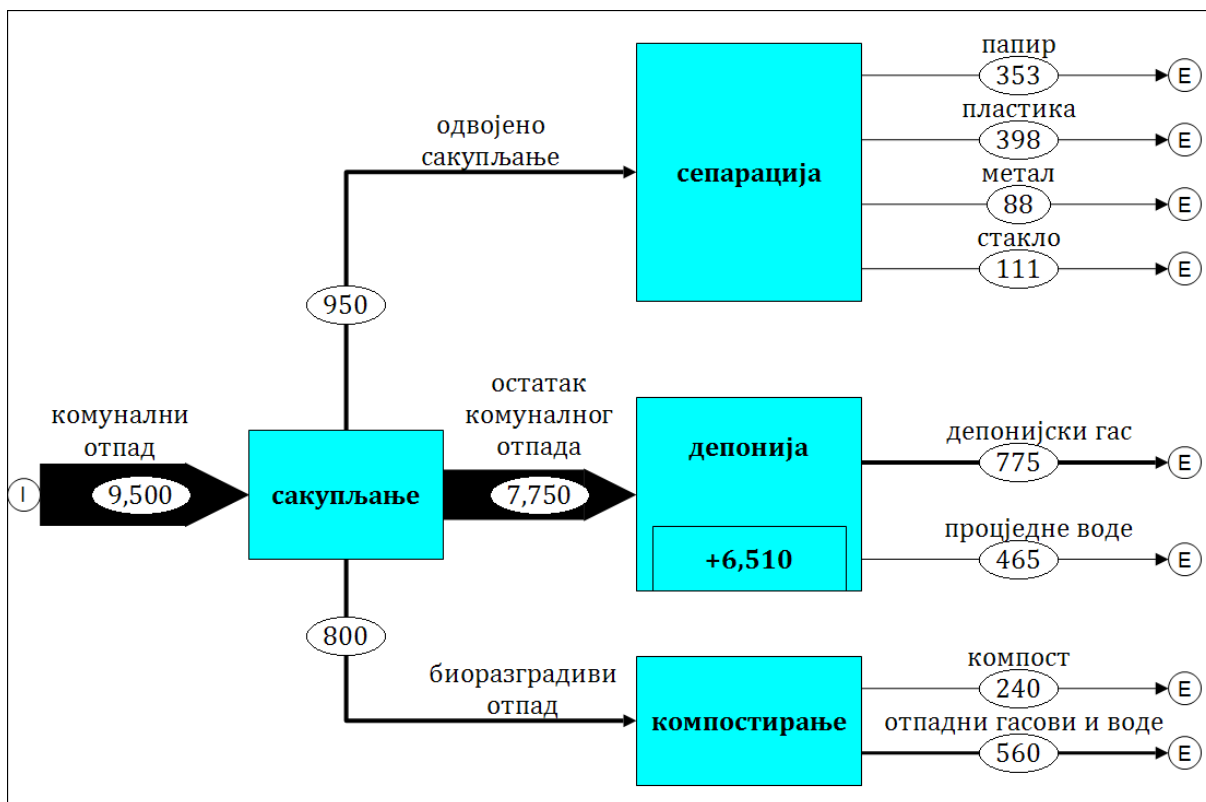 папир
353
E
пластика
398
E
метал
88
E
стакло
111
E
одвојено
сакупљање
сепарација
950
комунални
отпад
I
9,500
сакупљање
остатак
комуналног
отпада
7,750
депонија
+6,510
депонијски гас
775
E
процједне воде
465
E
800
биоразградиви
отпад
компостирање
компост
240
E
отпадни гасови и воде
560
E